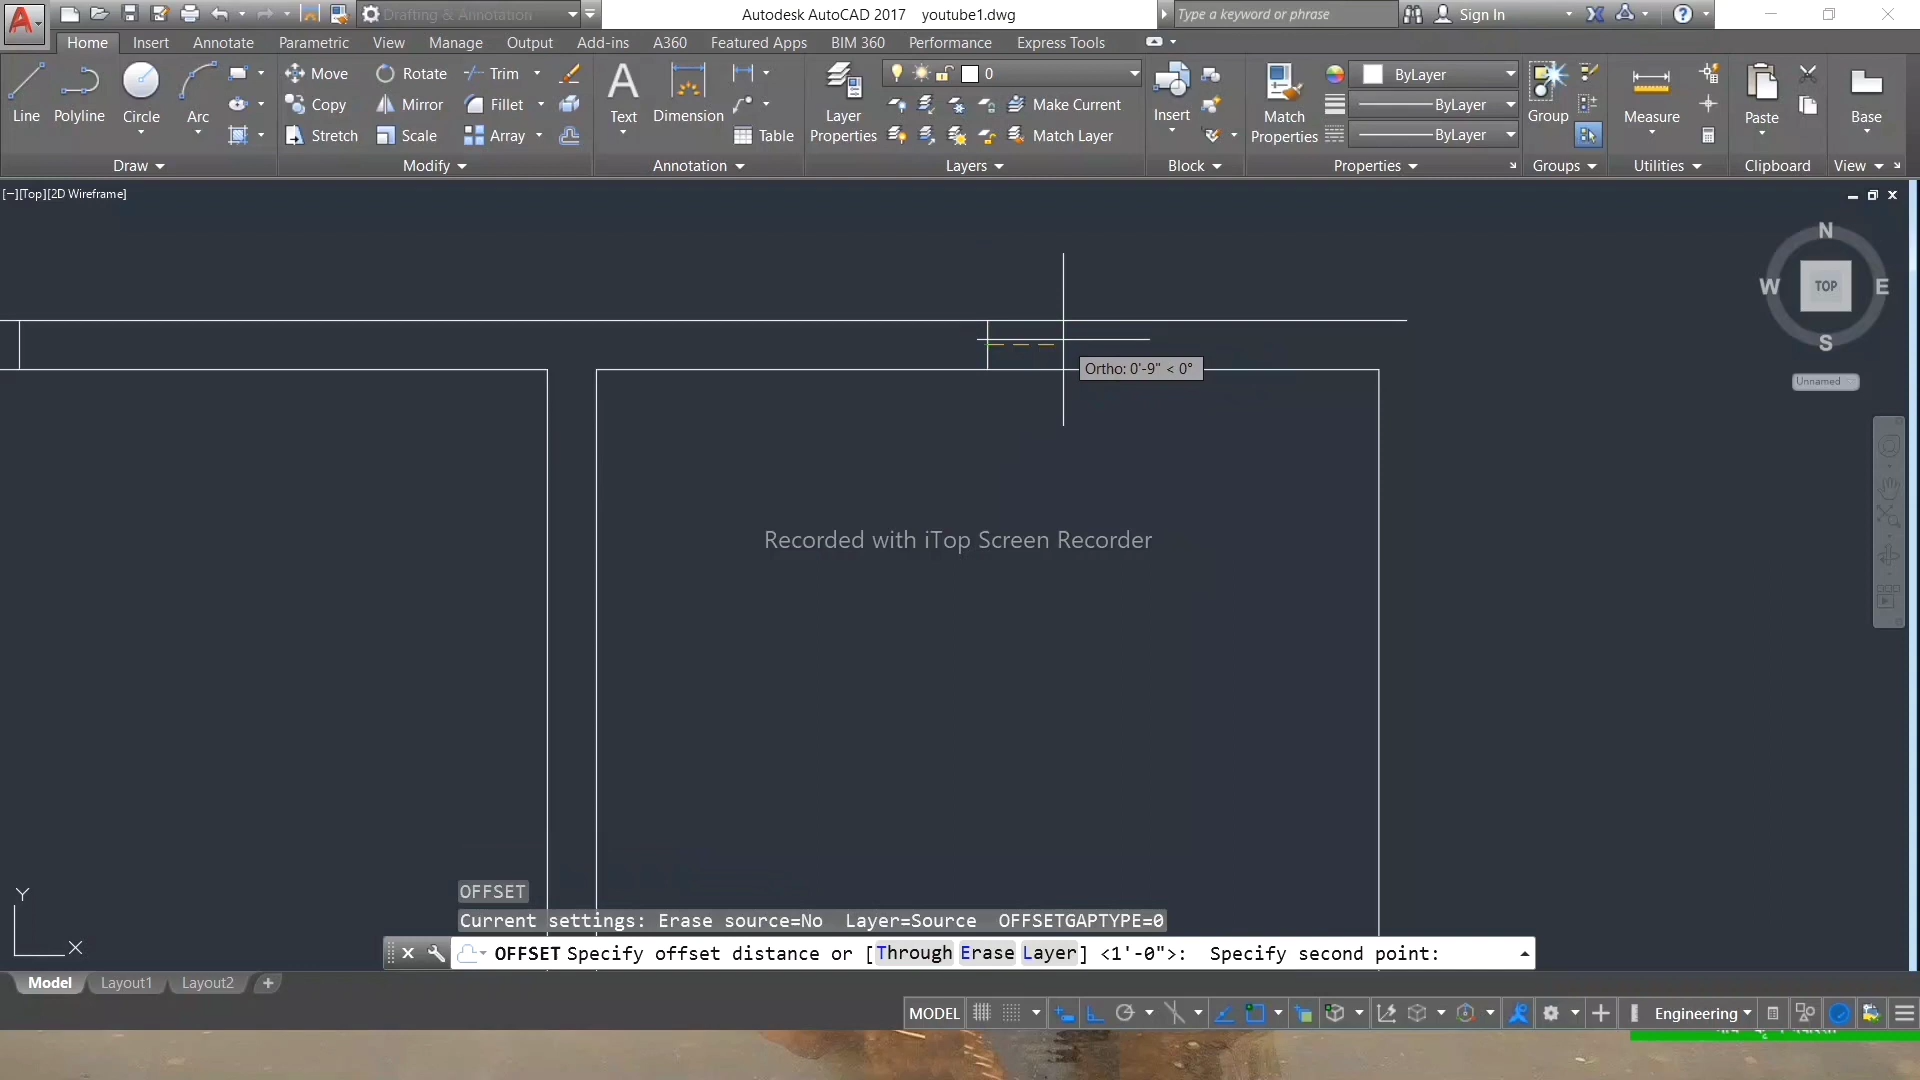 Drafting & Annotation
Autodesk AutoCAD 2017 youtube1.dwg
Type a keyword or phrase
Sign In
Home Insert Annotate Parametric View Manage Output Add-ins A360 Featured Apps BIM 360 Performance Express Tools
Line Polyline Circle Arc
Move Rotate Trim
Copy Mirror Fillet
Stretch Scale Array
Text Dimension Table
Layer Properties
0
Make Current
Match Layer
Insert
Match Properties
ByLayer
ByLayer
ByLayer
Group Measure Paste Base
Draw Modify Annotation Layers Block Properties Groups Utilities Clipboard View
[−][Top][2D Wireframe]
N
W TOP E
S
Unnamed
Ortho: 0'-9" < 0°
Recorded with iTop Screen Recorder
Y
X
OFFSET
Current settings: Erase source=No Layer=Source OFFSETGAPTYPE=0
OFFSET Specify offset distance or [Through Erase Layer] <1'-0">: Specify second point:
Model Layout1 Layout2 +
MODEL Engineering